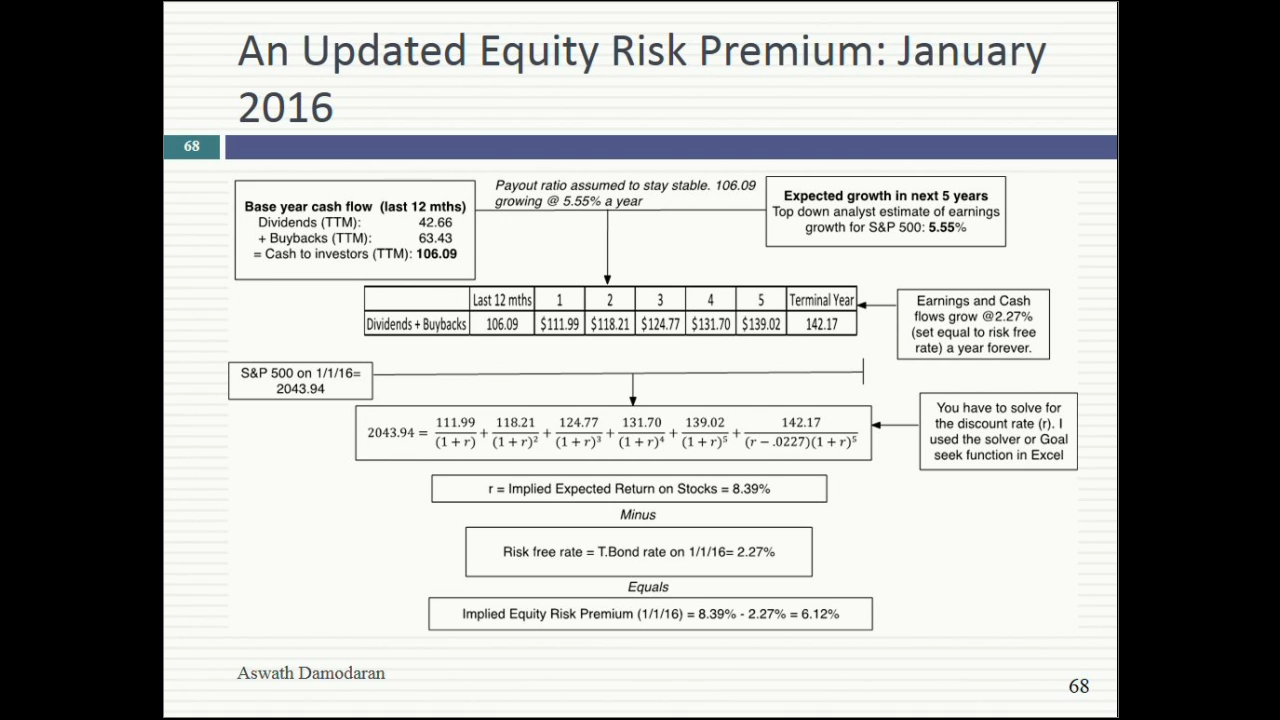 An Updated Equity Risk Premium: January
2016
68
Base year cash flow (last 12 mths)
Dividends (TTM): 42.66
+ Buybacks (TTM): 63.43
= Cash to investors (TTM): 106.09
Payout ratio assumed to stay stable. 106.09
growing @ 5.55% a year
Expected growth in next 5 years
Top down analyst estimate of earnings
growth for S&P 500: 5.55%
Last 12 mths 1 2 3 4 5 Terminal Year
Dividends + Buybacks 106.09 $111.99 $118.21 $124.77 $131.70 $139.02 142.17
Earnings and Cash
flows grow @2.27%
(set equal to risk free
rate) a year forever.
S&P 500 on 1/1/16=
2043.94
2043.94 = 111.99/(1 + r) + 118.21/(1 + r)² + 124.77/(1 + r)³ + 131.70/(1 + r)⁴ + 139.02/(1 + r)⁵ + 142.17/(r − .0227)(1 + r)⁵
You have to solve for
the discount rate (r). I
used the solver or Goal
seek function in Excel
r = Implied Expected Return on Stocks = 8.39%
Minus
Risk free rate = T.Bond rate on 1/1/16= 2.27%
Equals
Implied Equity Risk Premium (1/1/16) = 8.39% - 2.27% = 6.12%
Aswath Damodaran
68